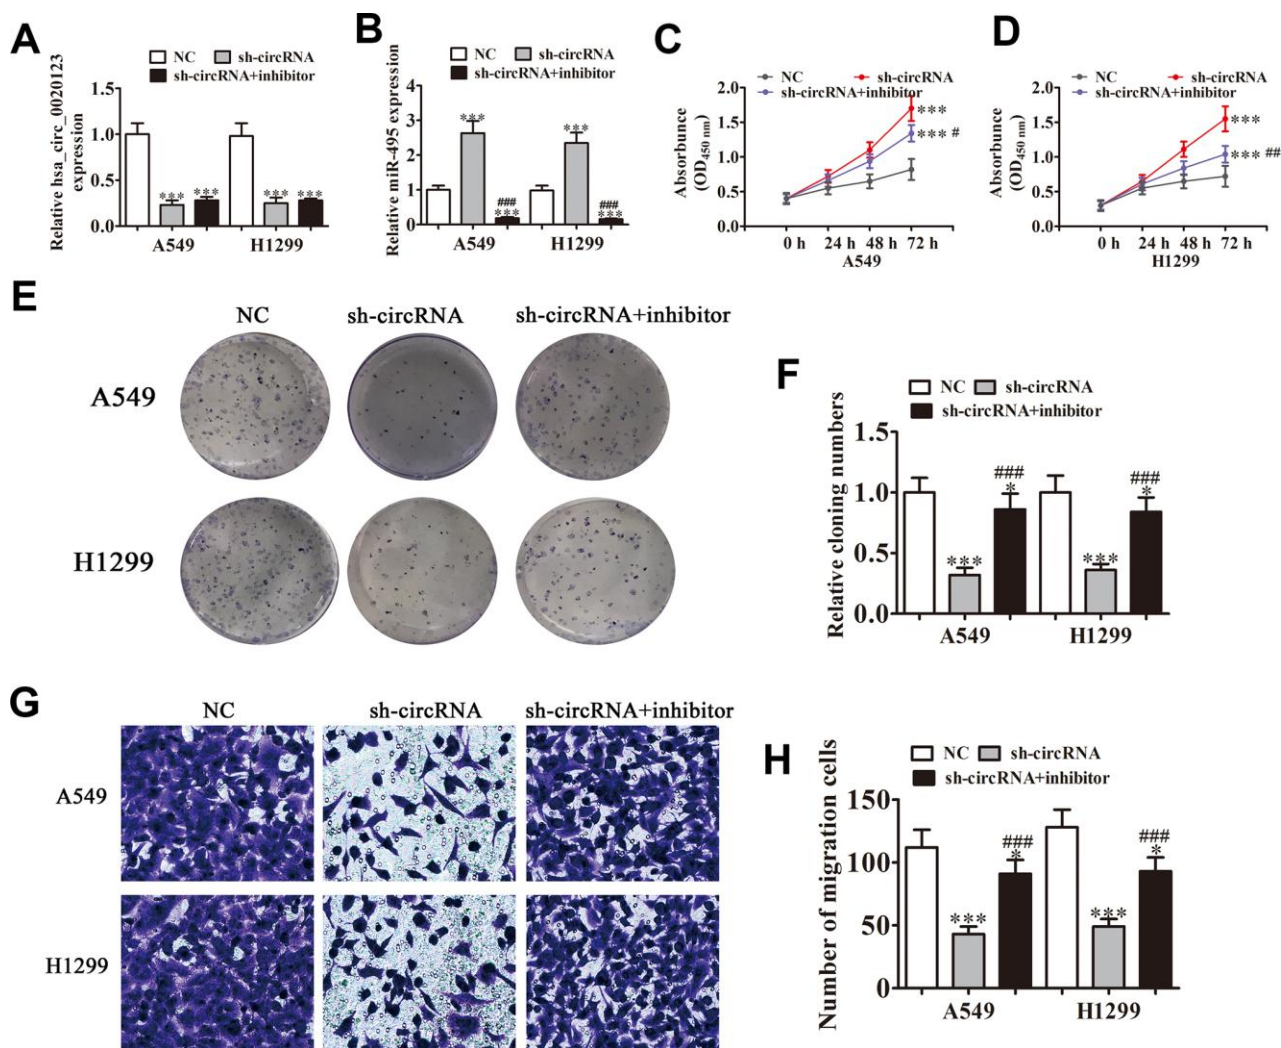 A
NC sh-circRNA
sh-circRNA+inhibitor
Relative hsa_circ_0020123
expression
1.5
1.0
0.5
0.0
*** *** *** ***
A549 H1299
B
NC sh-circRNA
sh-circRNA+inhibitor
Relative miR-495 expression
4
3
2
1
0
*** ***
### ###
*** ***
A549 H1299
C
NC sh-circRNA
sh-circRNA+inhibitor
Absorbunce
(OD450 nm)
2.0
1.5
1.0
0.5
0.0
***
*** #
0 h 24 h 48 h 72 h
A549
D
NC sh-circRNA
sh-circRNA+inhibitor
Absorbunce
(OD450 nm)
2.0
1.5
1.0
0.5
0.0
***
*** ##
0 h 24 h 48 h 72 h
H1299
E
NC sh-circRNA sh-circRNA+inhibitor
A549
H1299
F
NC sh-circRNA
sh-circRNA+inhibitor
Relative cloning numbers
1.5
1.0
0.5
0.0
### ###
* *
*** ***
A549 H1299
G
NC sh-circRNA sh-circRNA+inhibitor
A549
H1299
H
NC sh-circRNA
sh-circRNA+inhibitor
Number of migration cells
150
100
50
0
### ###
* *
*** ***
A549 H1299